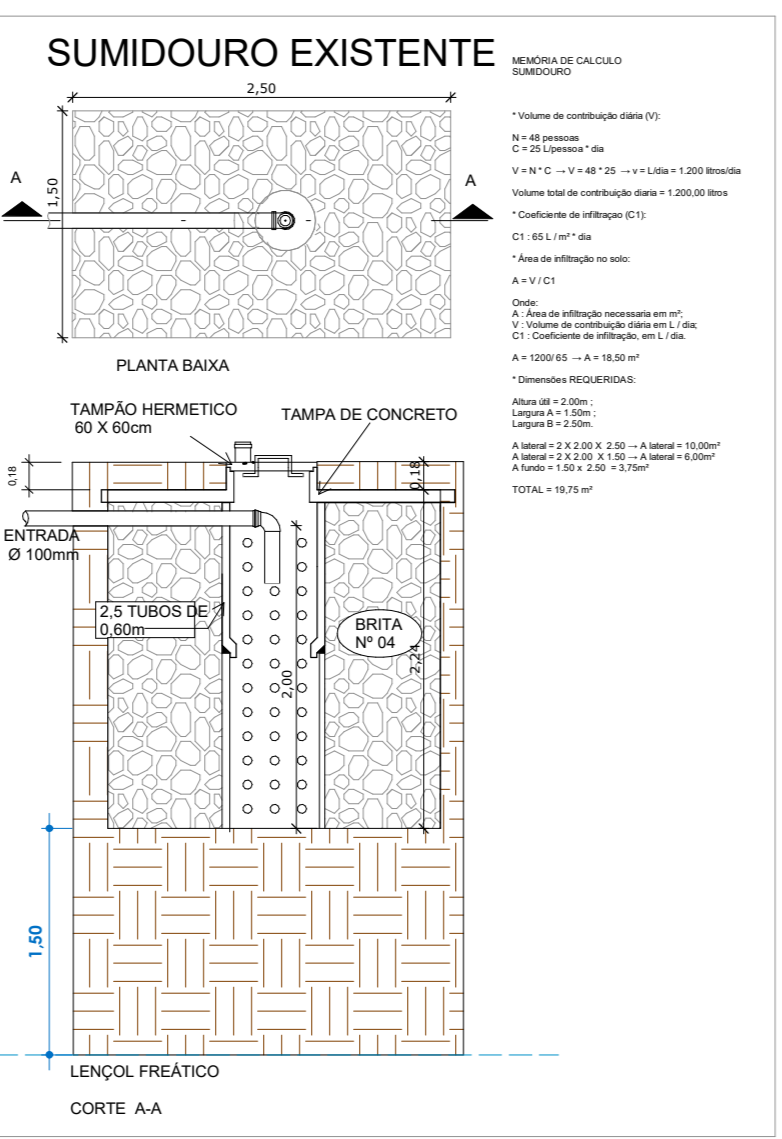 SUMIDOURO EXISTENTE
2,50
1,50
A
A
PLANTA BAIXA
TAMPÃO HERMETICO
60 X 60cm
TAMPA DE CONCRETO
0,18
0,18
ENTRADA
Ø 100mm
2,5 TUBOS DE
0,60m
BRITA
Nº 04
2,00
2,24
1,50
LENÇOL FREÁTICO
CORTE A-A
MEMÓRIA DE CALCULO
SUMIDOURO
* Volume de contribuição diária (V):
N = 48 pessoas
C = 25 L/pessoa * dia
V = N * C → V = 48 * 25 → v = L/dia = 1.200 litros/dia
Volume total de contribuição diaria = 1.200,00 litros
* Coeficiente de infiltraçao (C1):
C1 : 65 L / m² * dia
* Área de infiltração no solo:
A = V / C1
Onde:
A : Área de infiltração necessaria em m²;
V : Volume de contribuição diária em L / dia;
C1 : Coeficiente de infiltração, em L / dia.
A = 1200/ 65 → A = 18,50 m²
* Dimensões REQUERIDAS:
Altura útil = 2.00m ;
Largura A = 1.50m ;
Largura B = 2.50m.
A lateral = 2 X 2.00 X 2.50 → A lateral = 10,00m²
A lateral = 2 X 2.00 X 1.50 → A lateral = 6,00m²
A fundo = 1.50 x 2.50 = 3,75m²
TOTAL = 19,75 m²